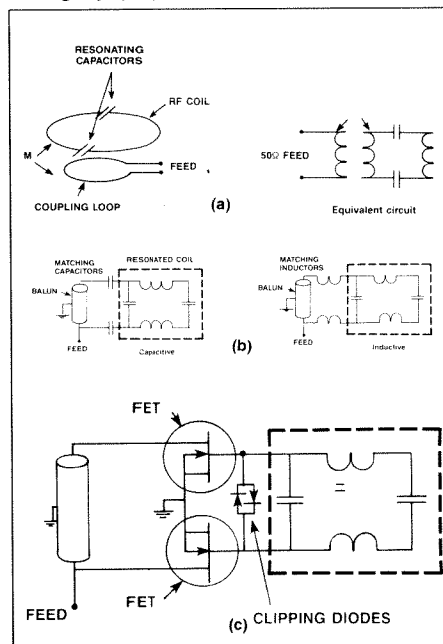 RESONATING
CAPACITORS
RF COIL
M
FEED
COUPLING LOOP
(a)
50Ω FEED
Equivalent circuit
MATCHING
CAPACITORS
RESONATED COIL
BALUN
FEED
Capacitive
(b)
MATCHING
INDUCTORS
BALUN
FEED
Inductive
FET
FEED
FET
(c)
CLIPPING DIODES